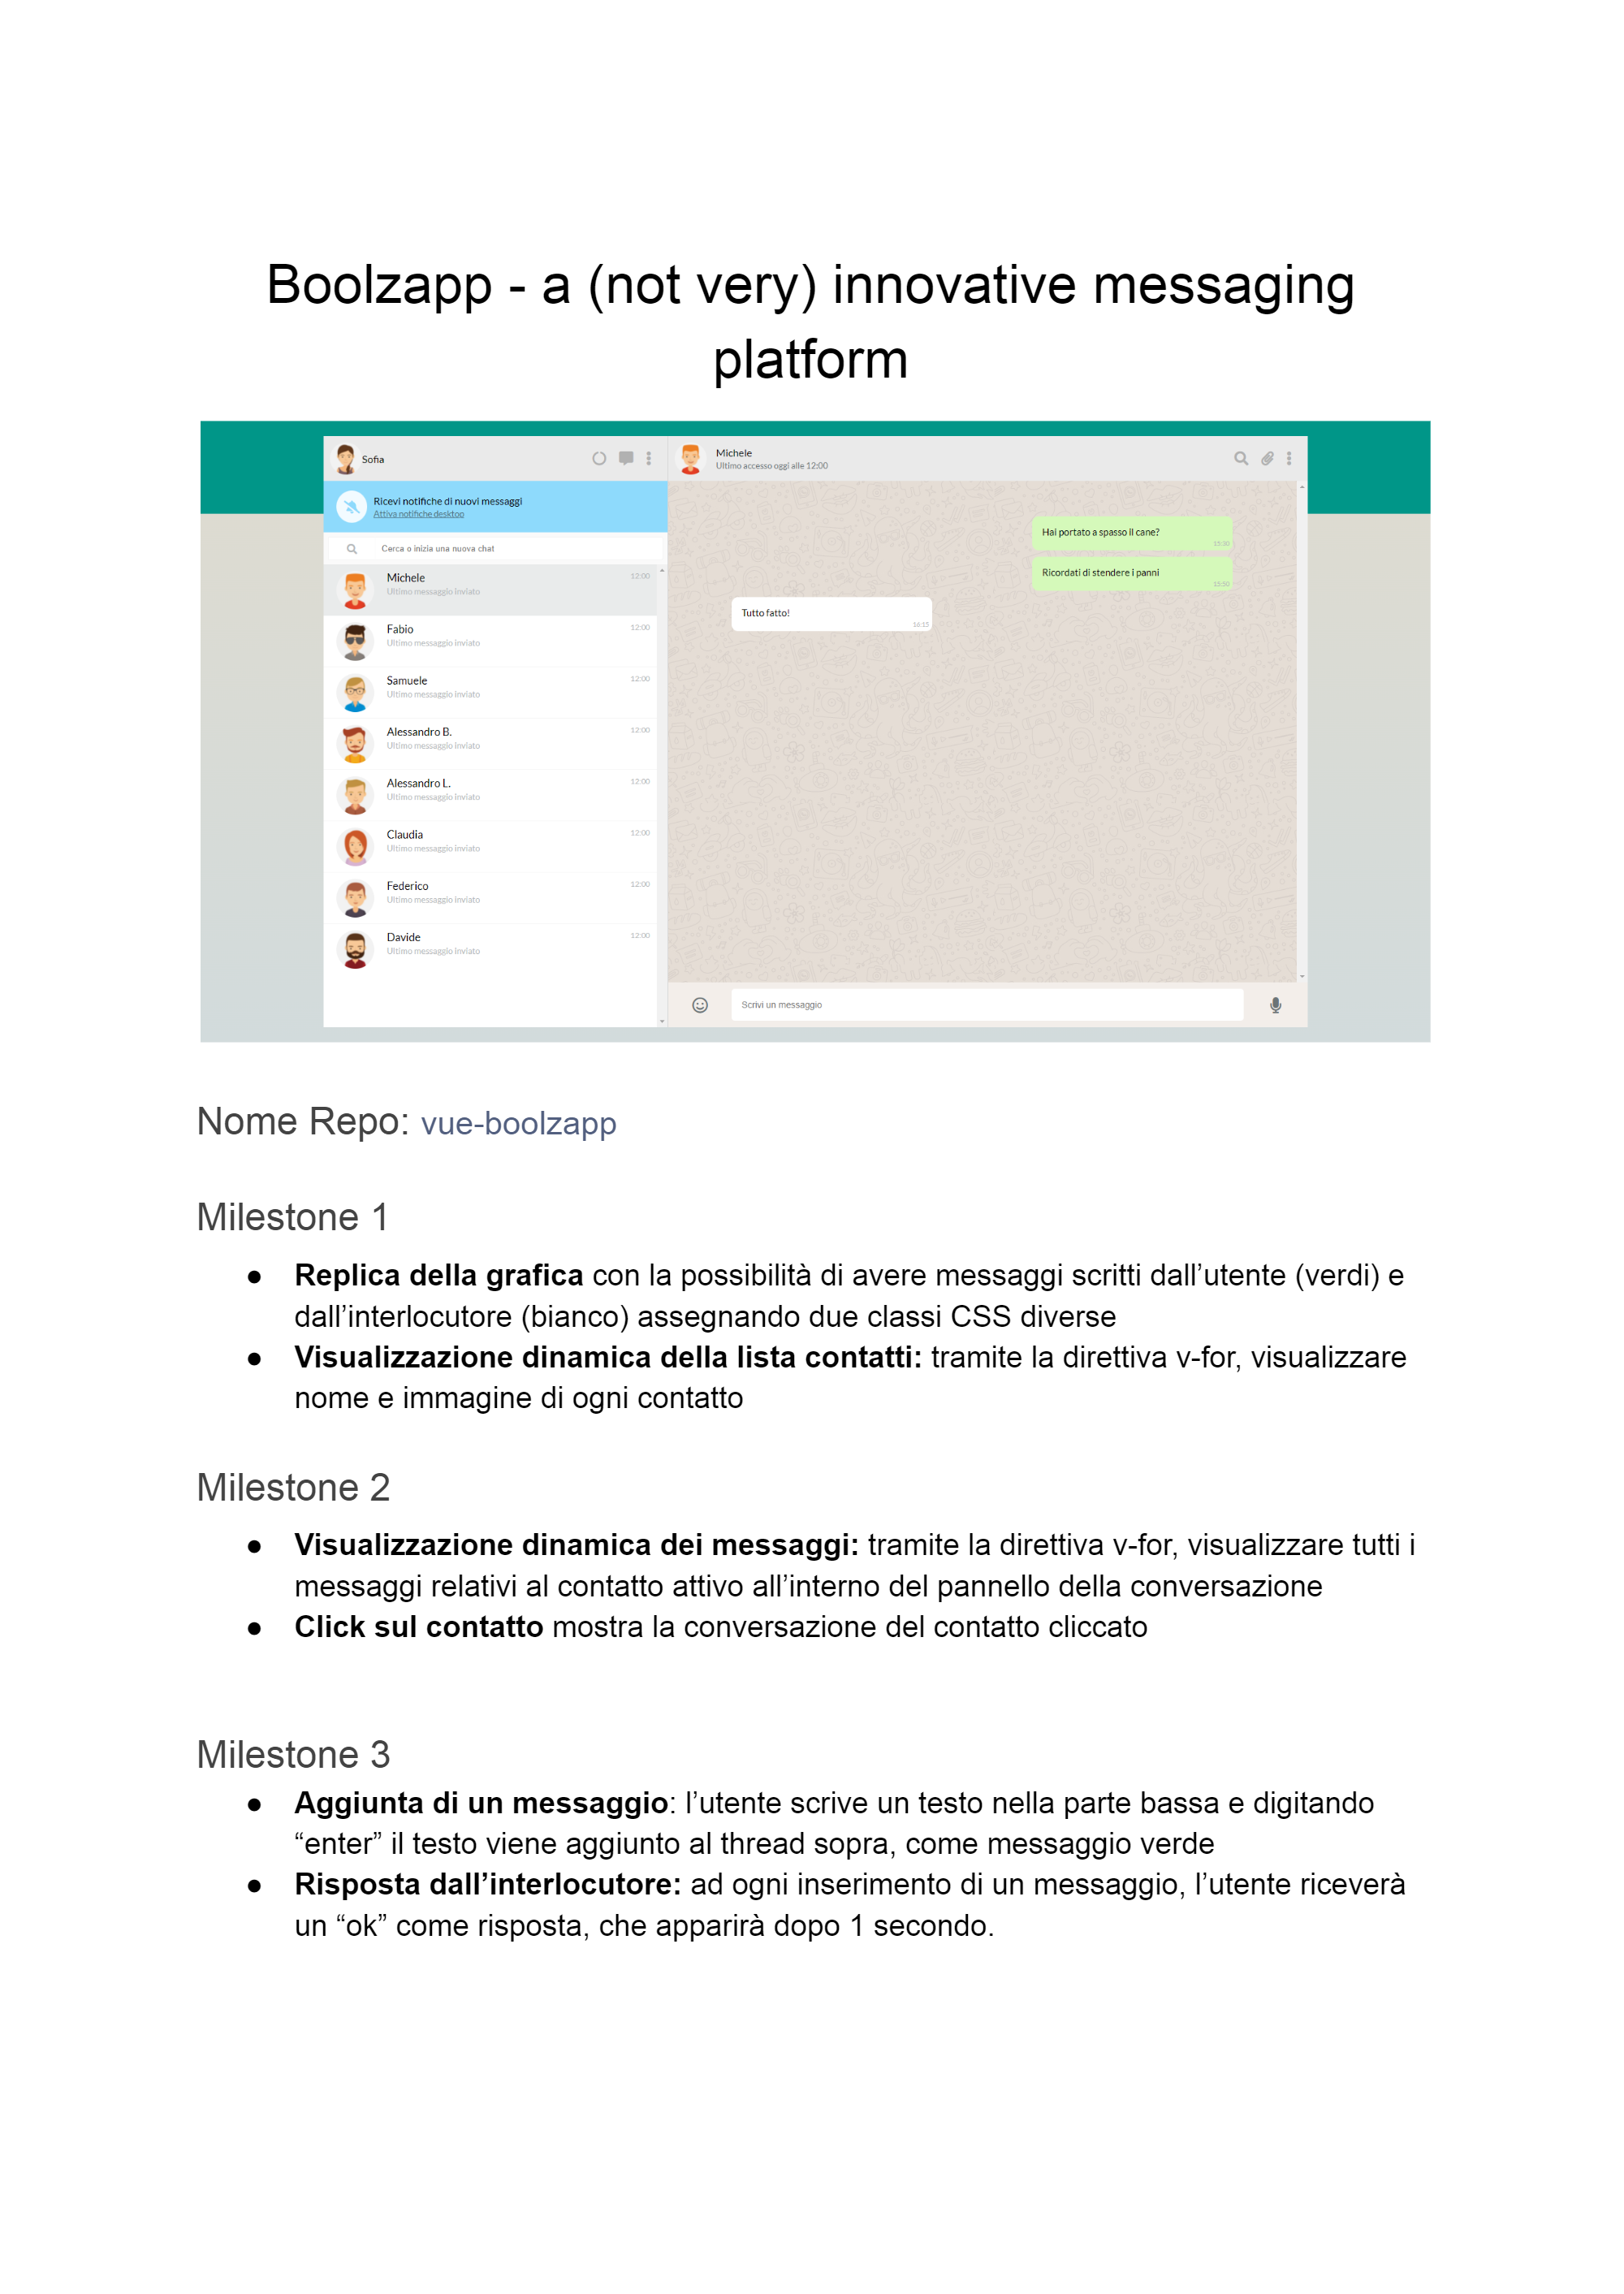 Boolzapp - a (not very) innovative messaging
platform
Sofia
Michele
Ultimo accesso oggi alle 12:00
Ricevi notifiche di nuovi messaggi
Attiva notifiche desktop
Cerca o inizia una nuova chat
Michele 12:00
Ultimo messaggio inviato
Fabio 12:00
Ultimo messaggio inviato
Samuele 12:00
Ultimo messaggio inviato
Alessandro B. 12:00
Ultimo messaggio inviato
Alessandro L. 12:00
Ultimo messaggio inviato
Claudia 12:00
Ultimo messaggio inviato
Federico 12:00
Ultimo messaggio inviato
Davide 12:00
Ultimo messaggio inviato
Hai portato a spasso il cane?
15:30
Ricordati di stendere i panni
15:50
Tutto fatto!
16:15
Scrivi un messaggio
Nome Repo: vue-boolzapp
Milestone 1
● Replica della grafica con la possibilità di avere messaggi scritti dall’utente (verdi) e
dall’interlocutore (bianco) assegnando due classi CSS diverse
● Visualizzazione dinamica della lista contatti: tramite la direttiva v-for, visualizzare
nome e immagine di ogni contatto
Milestone 2
● Visualizzazione dinamica dei messaggi: tramite la direttiva v-for, visualizzare tutti i
messaggi relativi al contatto attivo all’interno del pannello della conversazione
● Click sul contatto mostra la conversazione del contatto cliccato
Milestone 3
● Aggiunta di un messaggio: l’utente scrive un testo nella parte bassa e digitando
“enter” il testo viene aggiunto al thread sopra, come messaggio verde
● Risposta dall’interlocutore: ad ogni inserimento di un messaggio, l’utente riceverà
un “ok” come risposta, che apparirà dopo 1 secondo.